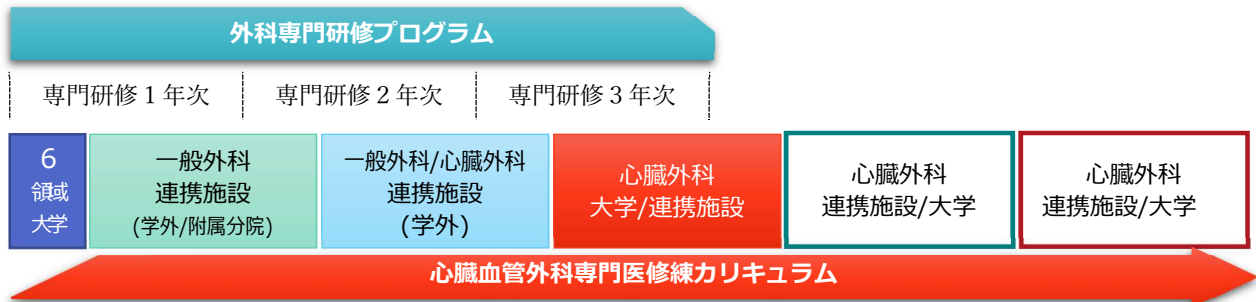 外科専門研修プログラム
専門研修 1 年次
専門研修 2 年次
専門研修 3 年次
6
領域
大学
一般外科
連携施設
(学外/附属分院)
一般外科/心臓外科
連携施設
(学外)
心臓外科
大学/連携施設
心臓外科
連携施設/大学
心臓外科
連携施設/大学
心臓血管外科専門医修練カリキュラム